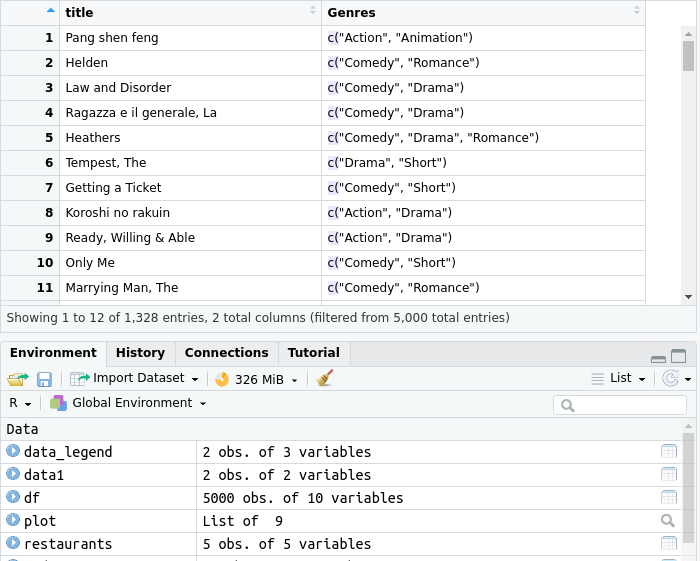 title Genres
1 Pang shen feng c("Action", "Animation")
2 Helden c("Comedy", "Romance")
3 Law and Disorder c("Comedy", "Drama")
4 Ragazza e il generale, La c("Comedy", "Drama")
5 Heathers c("Comedy", "Drama", "Romance")
6 Tempest, The c("Drama", "Short")
7 Getting a Ticket c("Comedy", "Short")
8 Koroshi no rakuin c("Action", "Drama")
9 Ready, Willing & Able c("Action", "Drama")
10 Only Me c("Comedy", "Short")
11 Marrying Man, The c("Comedy", "Romance")
Showing 1 to 12 of 1,328 entries, 2 total columns (filtered from 5,000 total entries)
Environment History Connections Tutorial
Import Dataset 326 MiB List
R Global Environment
Data
data_legend 2 obs. of 3 variables
data1 2 obs. of 2 variables
df 5000 obs. of 10 variables
plot List of 9
restaurants 5 obs. of 5 variables